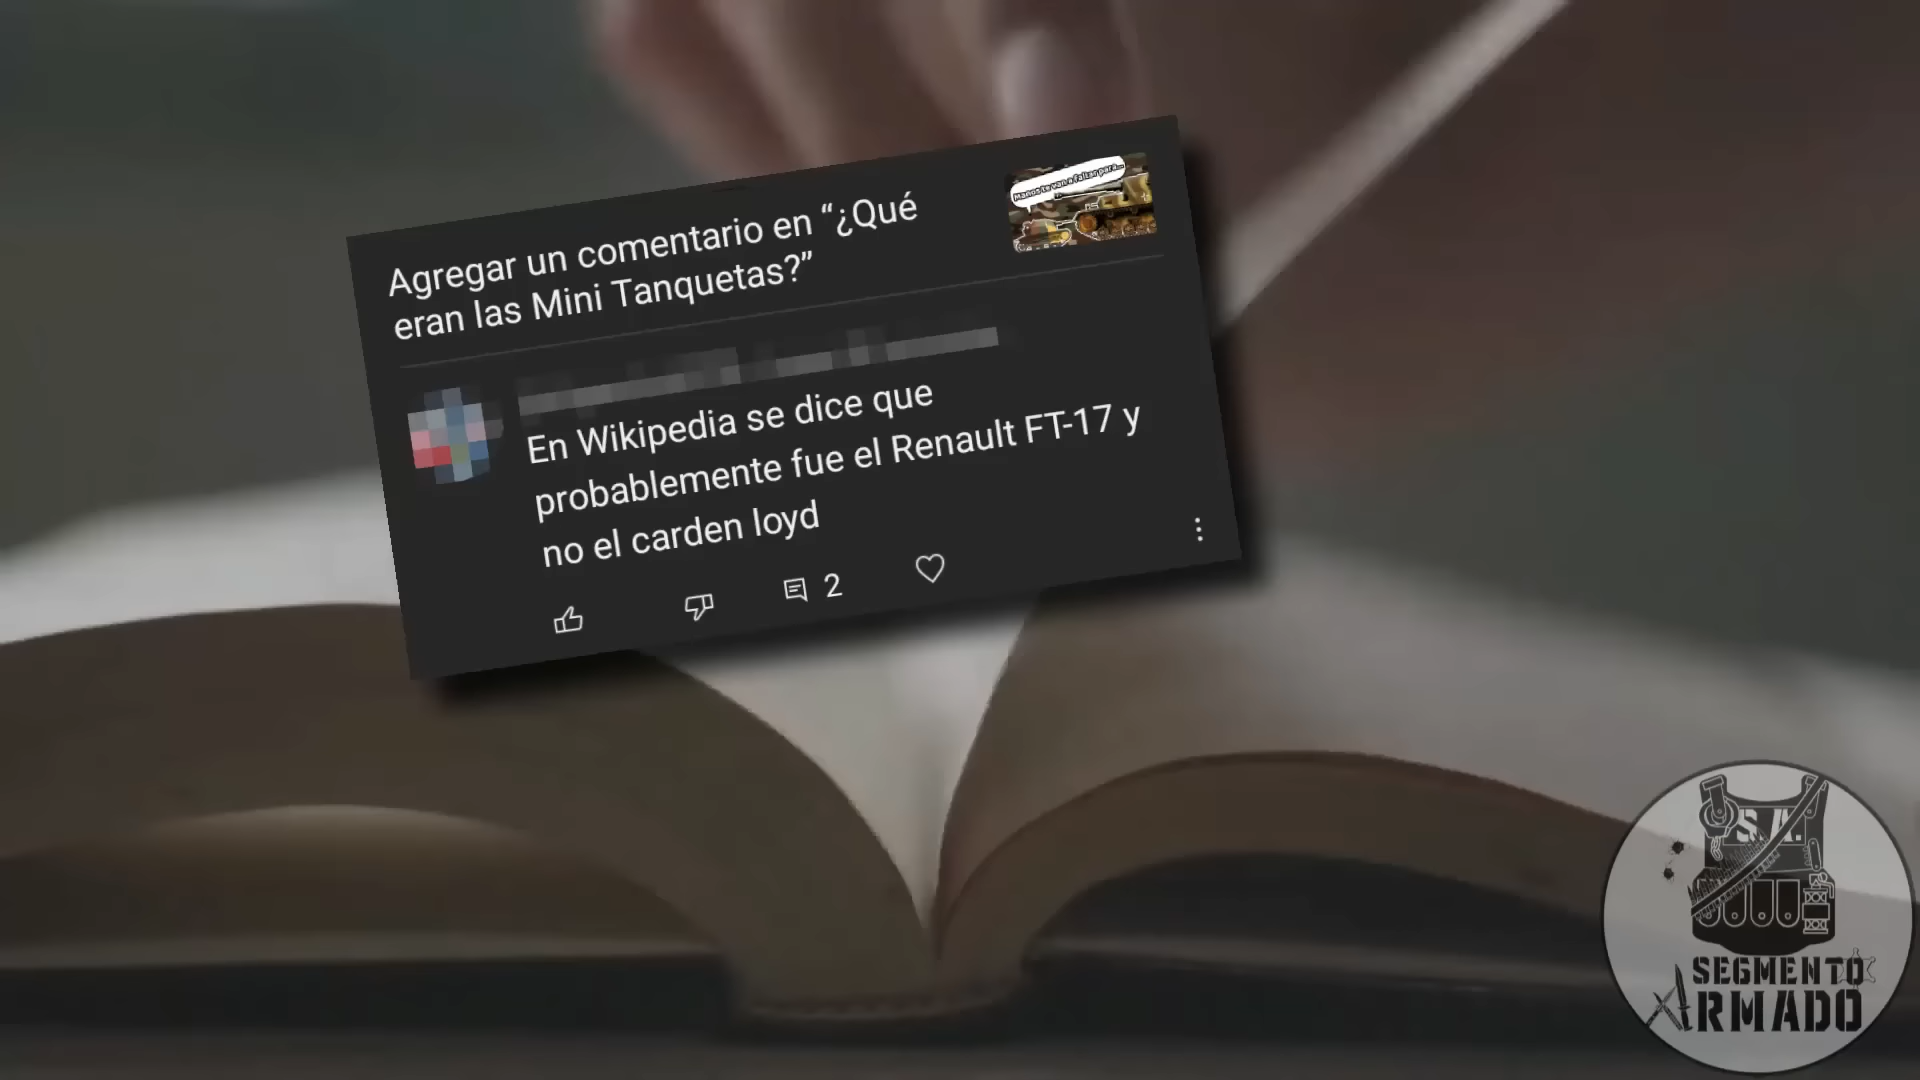 Agregar un comentario en “¿Qué
eran las Mini Tanquetas?”
En Wikipedia se dice que
probablemente fue el Renault FT-17 y
no el carden loyd
2
S.A.
SEGMENTO
ARMADO